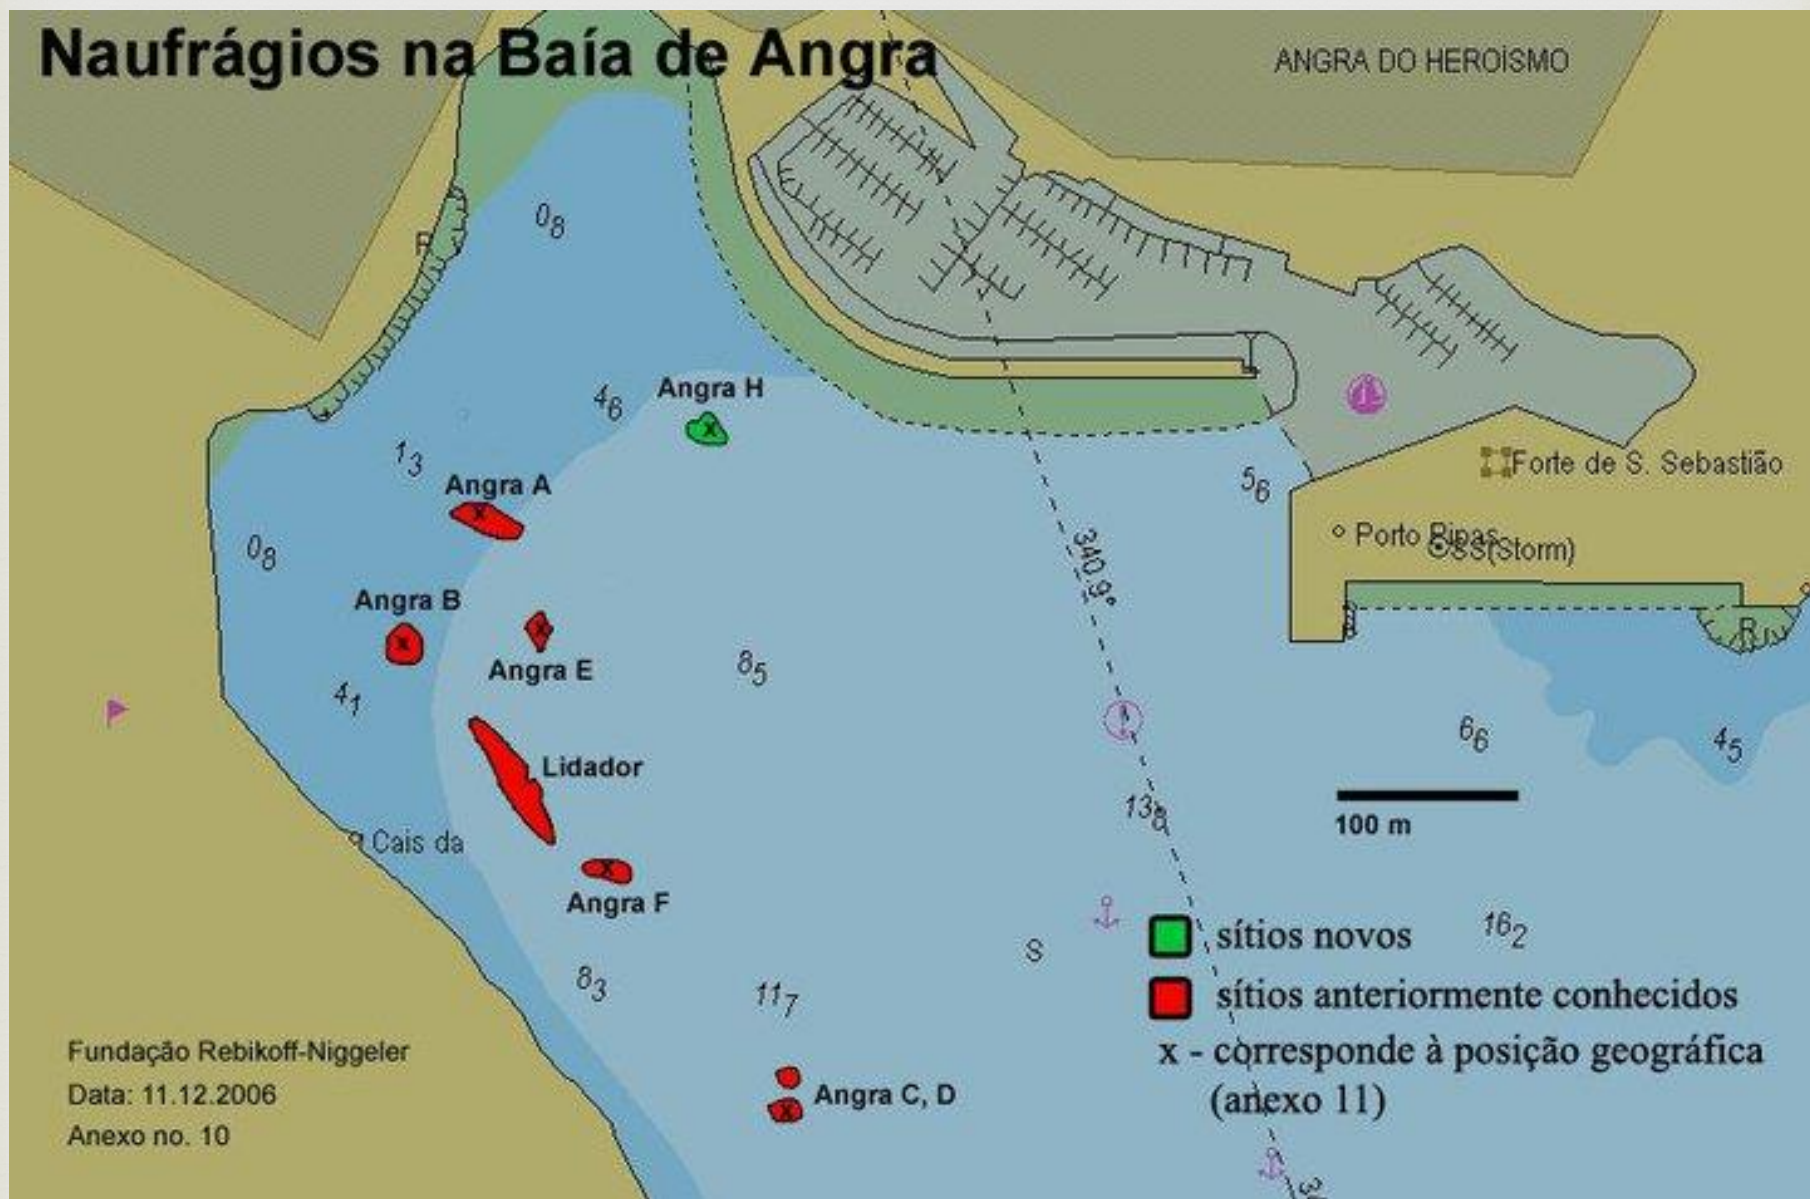 Naufrágios na Baía de Angra
ANGRA DO HEROÍSMO
08
R
46
Angra H
13
Angra A
56
Forte de S. Sebastião
08
340.9°
Porto Pipas
SS(Storm)
Angra B
Angra E
R
85
41
66
45
Lidador
138
100 m
Cais da
Angra F
S
162
sítios novos
83
117
sítios anteriormente conhecidos
x - corresponde à posição geográfica
(anexo 11)
Angra C, D
Fundação Rebikoff-Niggeler
Data: 11.12.2006
Anexo no. 10